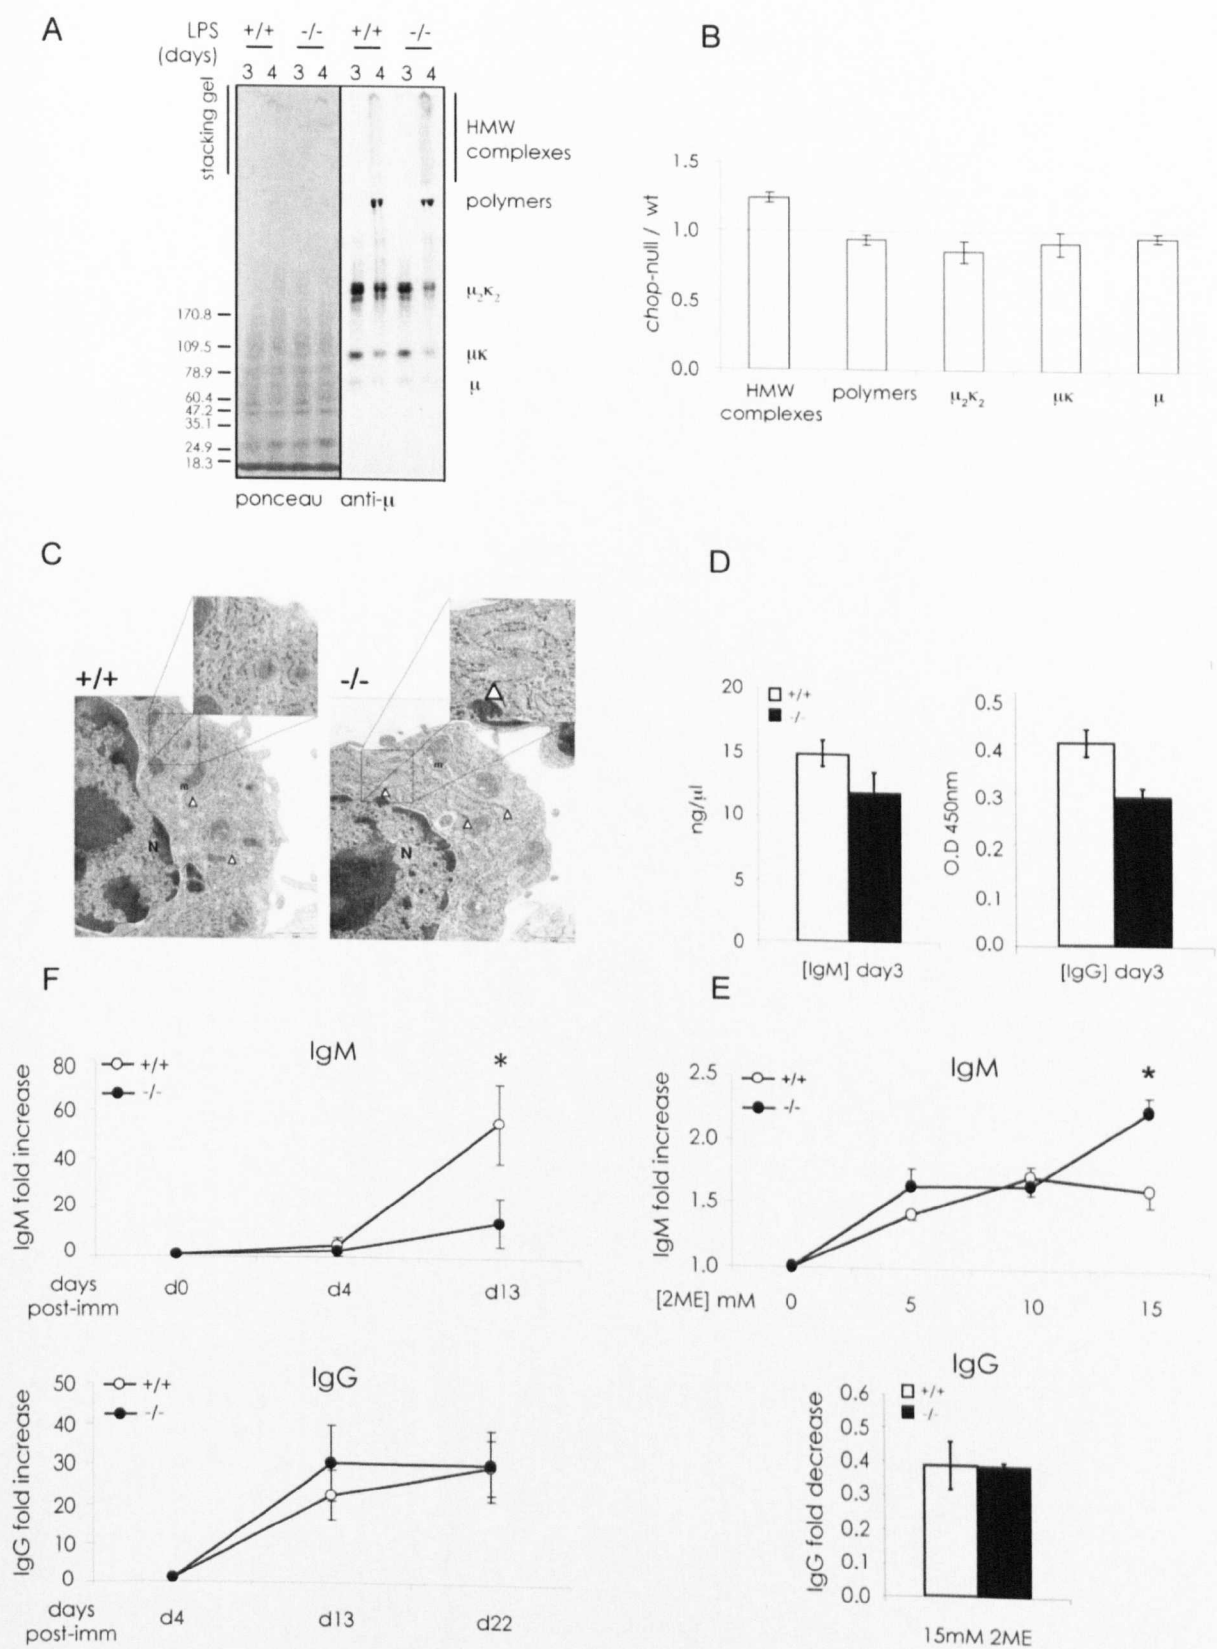 A
LPS +/+ -/- +/+ -/-
(days)
3 4 3 4 3 4 3 4
stacking gel
HMW
complexes
polymers
μ₂κ₂
μκ
μ
170.8
109.5
78.9
60.4
47.2
35.1
24.9
18.3
ponceau anti-μ
B
chop-null / wt
1.5
1.0
0.5
0.0
HMW
complexes
polymers
μ₂κ₂
μκ
μ
C
+/+
-/-
m
N
m
N
D
ng/μl
20
15
10
5
0
+/+
-/-
[IgM] day3
O.D 450nm
0.5
0.4
0.3
0.2
0.1
0.0
[IgG] day3
F
IgM
IgM fold increase
80
60
40
20
0
+/+
-/-
*
days
post-imm
d0 d4 d13
IgG
IgG fold increase
50
40
30
20
10
0
+/+
-/-
days
post-imm
d4 d13 d22
E
IgM
IgM fold increase
2.5
2.0
1.5
1.0
+/+
-/-
*
[2ME] mM 0 5 10 15
IgG
IgG fold decrease
0.6
0.5
0.4
0.3
0.2
0.1
0.0
+/+
-/-
15mM 2ME